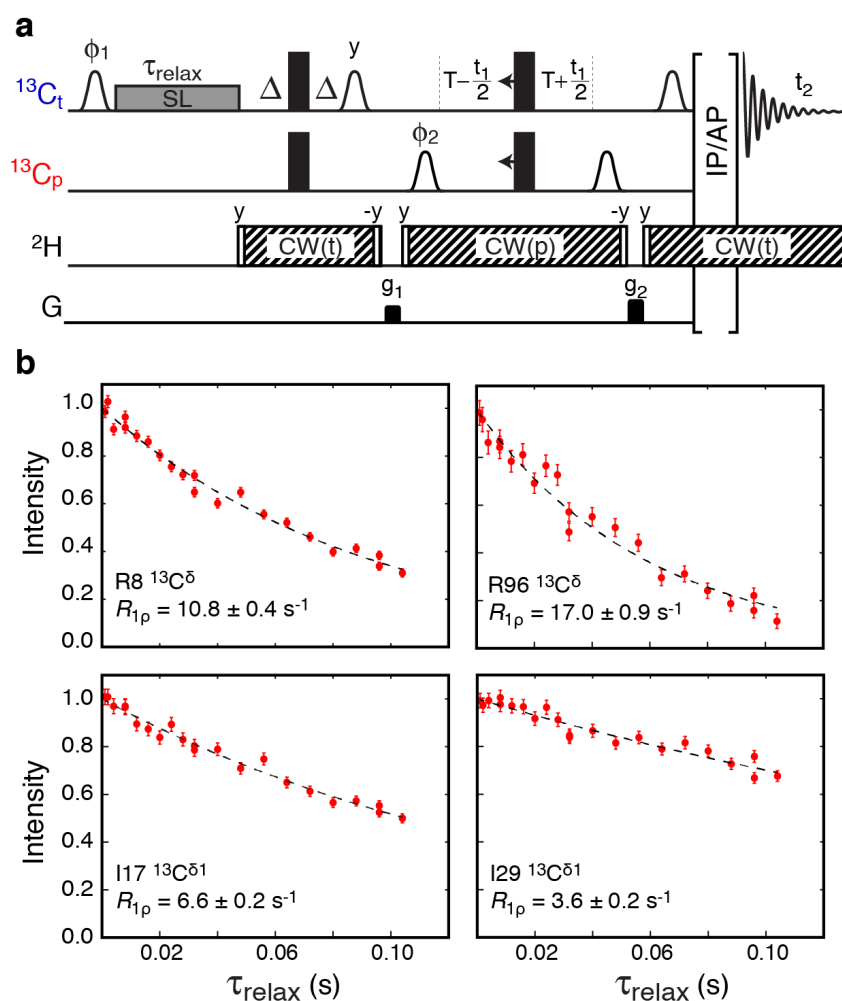 a
ϕ1
τrelax
y
T-t1/2
T+t1/2
t2
13Ct
SL
Δ
Δ
ϕ2
IP/AP
13Cp
y
-y
y
-y
y
2H
CW(t)
CW(p)
CW(t)
g1
g2
G
b
1.0
0.8
0.6
0.4
0.2
0.0
Intensity
R8 13Cδ
R1ρ = 10.8 ± 0.4 s-1
R96 13Cδ
R1ρ = 17.0 ± 0.9 s-1
1.0
0.8
0.6
0.4
0.2
0.0
Intensity
I17 13Cδ1
R1ρ = 6.6 ± 0.2 s-1
I29 13Cδ1
R1ρ = 3.6 ± 0.2 s-1
0.02
0.06
0.10
0.02
0.06
0.10
τrelax (s)
τrelax (s)